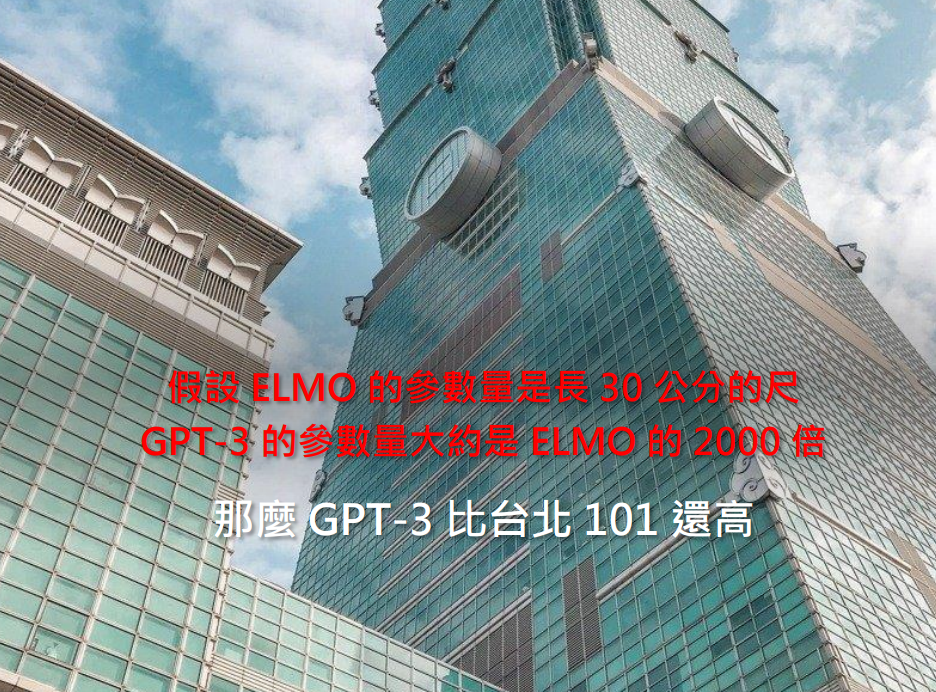 假設 ELMO 的參數量是長 30 公分的尺
GPT-3 的參數量大約是 ELMO 的 2000 倍
那麼 GPT-3 比台北 101 還高